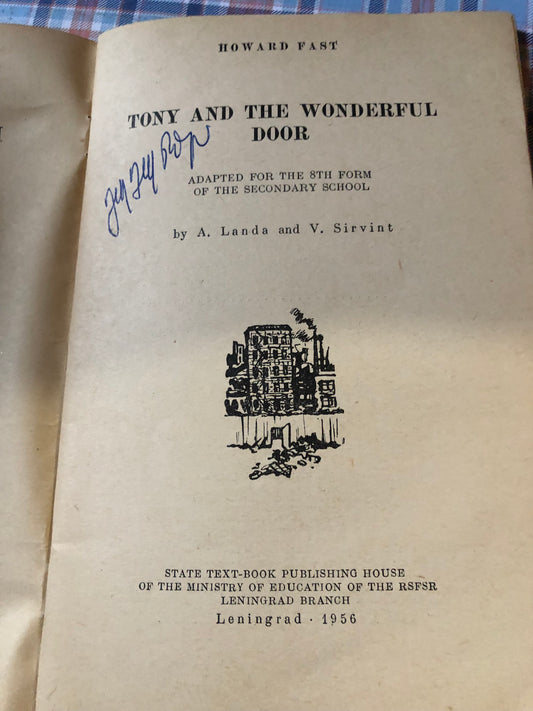 HOWARD FAST
TONY AND THE WONDERFUL
DOOR
ADAPTED FOR THE 8TH FORM
OF THE SECONDARY SCHOOL
by A. Landa and V. Sirvint
STATE TEXT-BOOK PUBLISHING HOUSE
OF THE MINISTRY OF EDUCATION OF THE RSFSR
LENINGRAD BRANCH
Leningrad · 1956